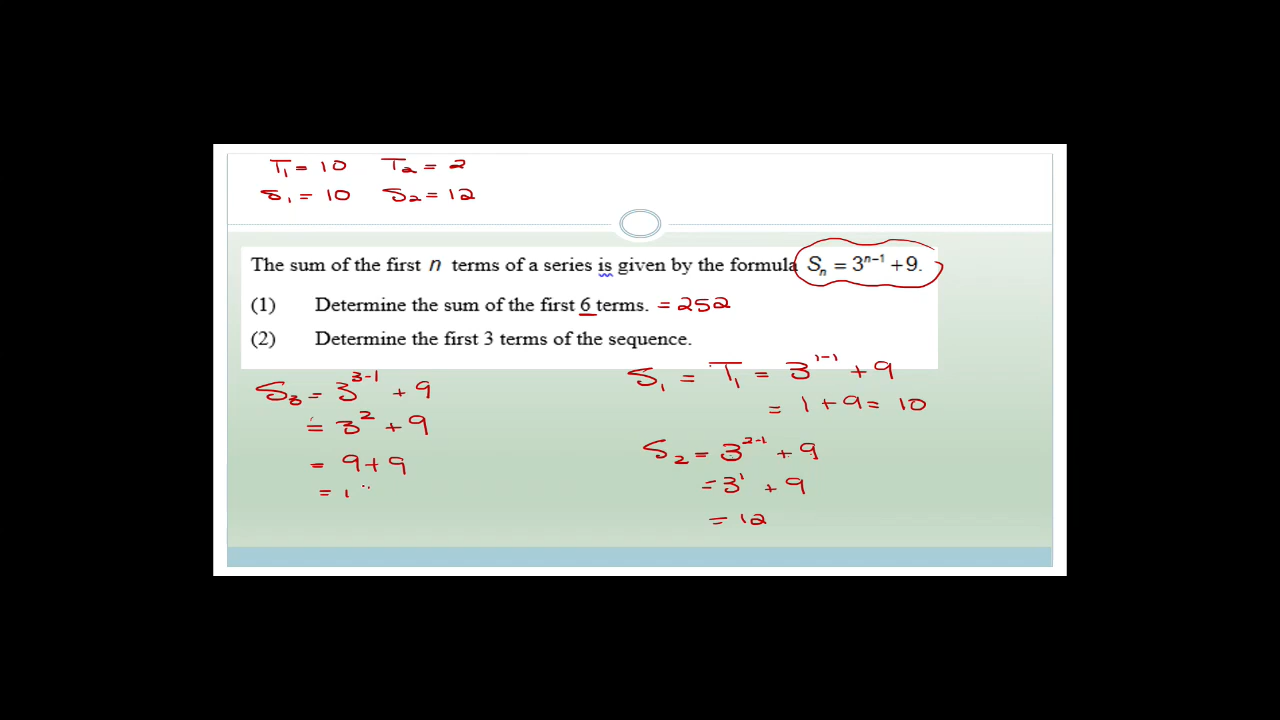 T₁ = 10 T₂ = 2
S₁ = 10 S₂ = 12
The sum of the first n terms of a series is given by the formula Sₙ = 3ⁿ⁻¹ + 9.
(1) Determine the sum of the first 6 terms. = 252
(2) Determine the first 3 terms of the sequence.
S₃ = 3³⁻¹ + 9
= 3² + 9
= 9 + 9
= 1
S₁ = T₁ = 3¹⁻¹ + 9
= 1 + 9 = 10
S₂ = 3²⁻¹ + 9
= 3¹ + 9
= 12